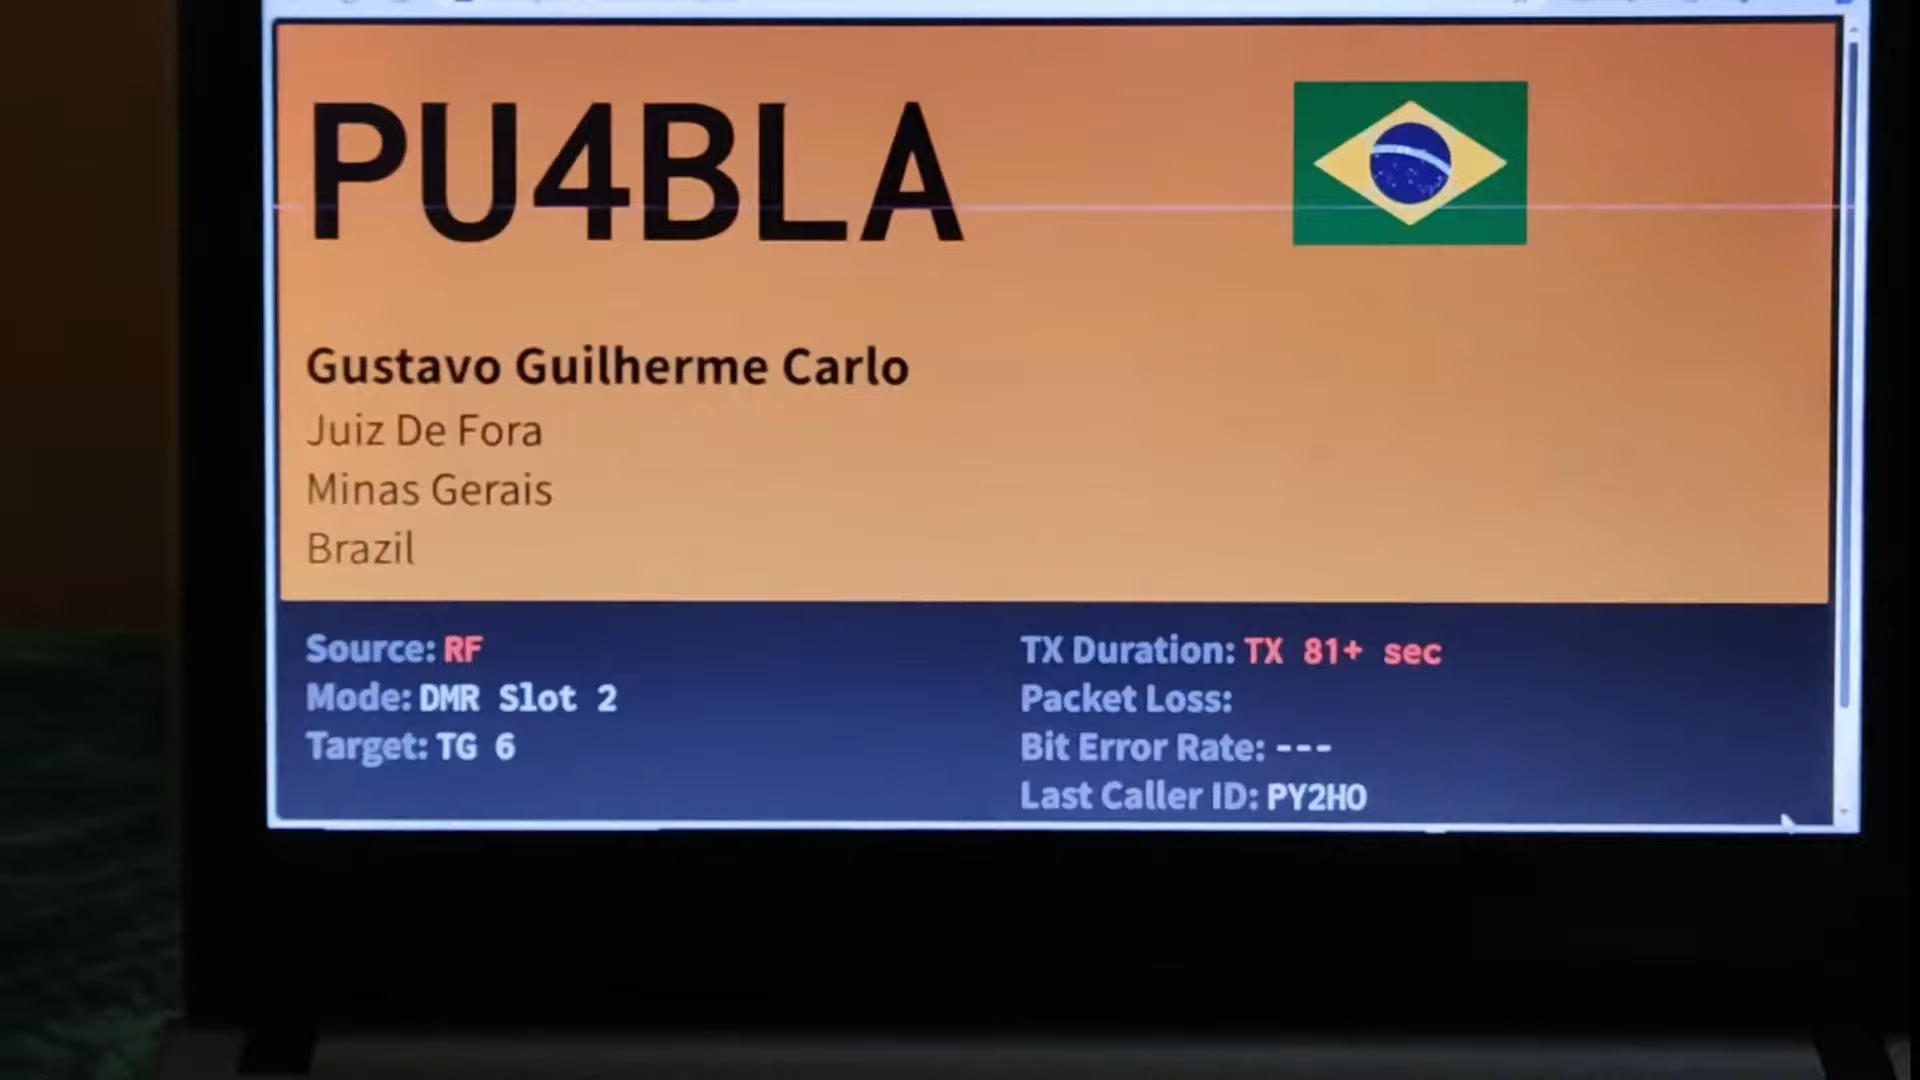 PU4BLA
Gustavo Guilherme Carlo
Juiz De Fora
Minas Gerais
Brazil
Source: RF
Mode: DMR Slot 2
Target: TG 6
TX Duration: TX 81+ sec
Packet Loss:
Bit Error Rate: ---
Last Caller ID: PY2HO